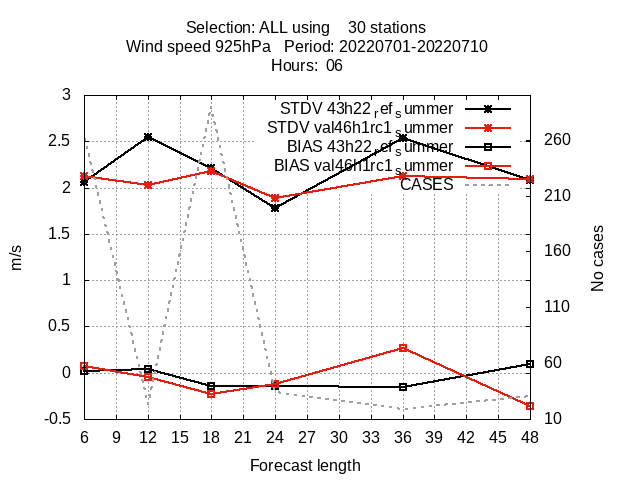 Selection: ALL using 30 stations
Wind speed 925hPa Period: 20220701-20220710
Hours: 06
STDV 43h22_ref_summer
STDV val46h1rc1_summer
BIAS 43h22_ref_summer
BIAS val46h1rc1_summer
CASES
3
2.5
2
1.5
1
0.5
0
-0.5
m/s
260
210
160
110
60
10
No cases
6 9 12 15 18 21 24 27 30 33 36 39 42 45 48
Forecast length